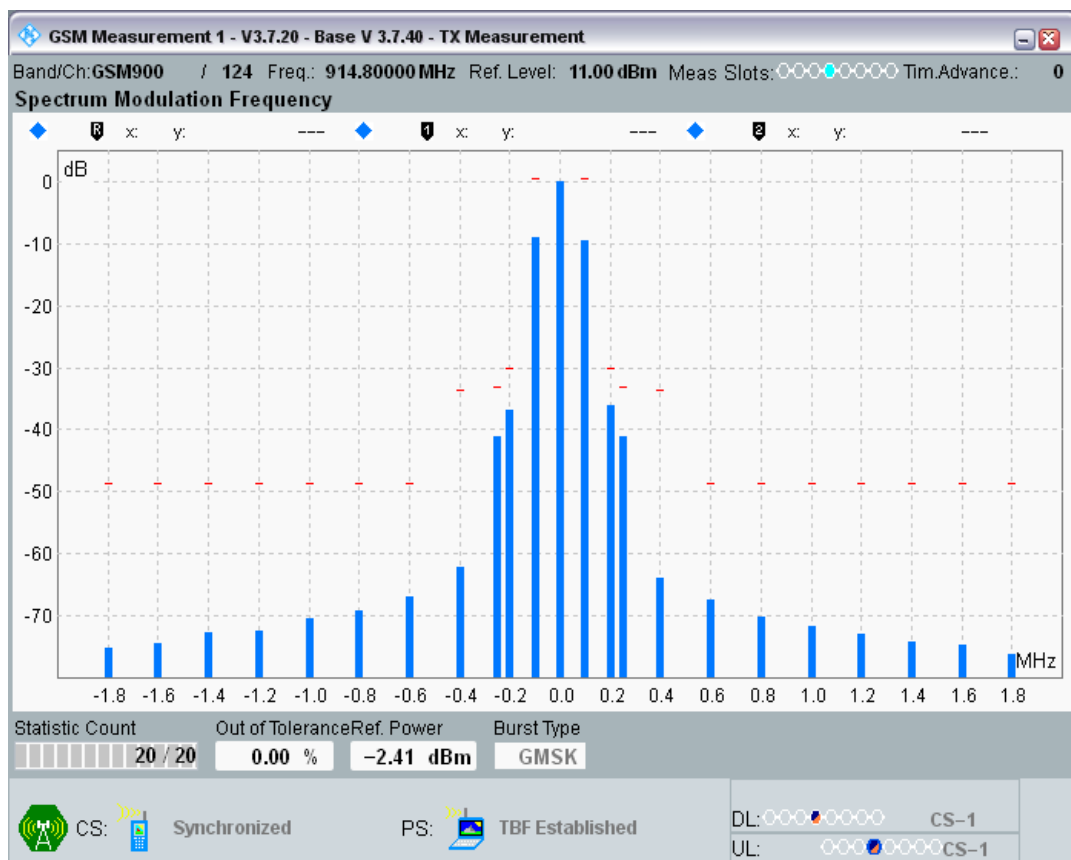 GSM Measurement 1 - V3.7.20 - Base V 3.7.40 - TX Measurement
Band/Ch:GSM900 / 124 Freq.: 914.80000 MHz Ref. Level: 11.00 dBm Meas Slots: Tim.Advance.: 0
Spectrum Modulation Frequency
R x: y: --- 1 x: y: --- 2 x: y: ---
dB
0
-10
-20
-30
-40
-50
-60
-70
MHz
-1.8 -1.6 -1.4 -1.2 -1.0 -0.8 -0.6 -0.4 -0.2 0.0 0.2 0.4 0.6 0.8 1.0 1.2 1.4 1.6 1.8
Statistic Count Out of Tolerance Ref. Power Burst Type
20 / 20 0.00 % −2.41 dBm GMSK
CS: Synchronized PS: TBF Established DL: CS−1
UL: CS−1